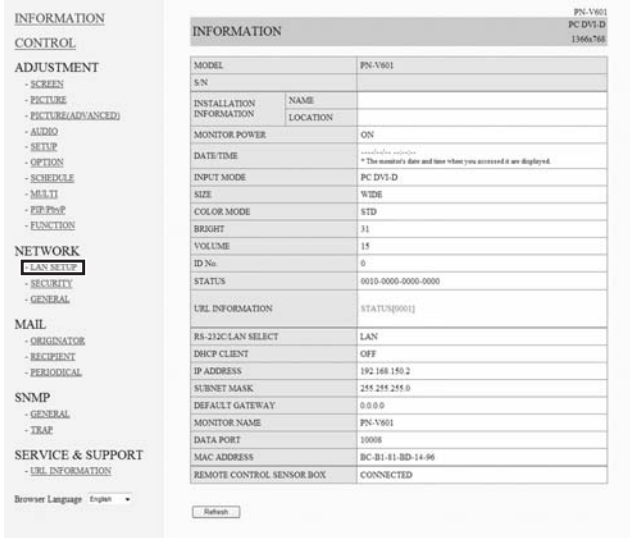 INFORMATION
CONTROL
ADJUSTMENT
- SCREEN
- PICTURE
- PICTURE(ADVANCED)
- AUDIO
- SETUP
- OPTION
- SCHEDULE
- MULTI
- PIP/PbyP
- FUNCTION
NETWORK
- LAN SETUP
- SECURITY
- GENERAL
MAIL
- ORIGINATOR
- RECIPIENT
- PERIODICAL
SNMP
- GENERAL
- TRAP
SERVICE & SUPPORT
- URL INFORMATION
Browser Language English
PN-V601
PC DVI-D
1366x768
INFORMATION
MODEL PN-V601
S/N
INSTALLATION INFORMATION NAME
LOCATION
MONITOR POWER ON
DATE/TIME ----/--/-- --:--:--
* The monitor's date and time when you accessed it are displayed.
INPUT MODE PC DVI-D
SIZE WIDE
COLOR MODE STD
BRIGHT 31
VOLUME 15
ID No. 0
STATUS 0010-0000-0000-0000
URL INFORMATION STATUS[0001]
RS-232C/LAN SELECT LAN
DHCP CLIENT OFF
IP ADDRESS 192.168.150.2
SUBNET MASK 255.255.255.0
DEFAULT GATEWAY 0.0.0.0
MONITOR NAME PN-V601
DATA PORT 10008
MAC ADDRESS BC-B1-81-BD-14-96
REMOTE CONTROL SENSOR BOX CONNECTED
Refresh